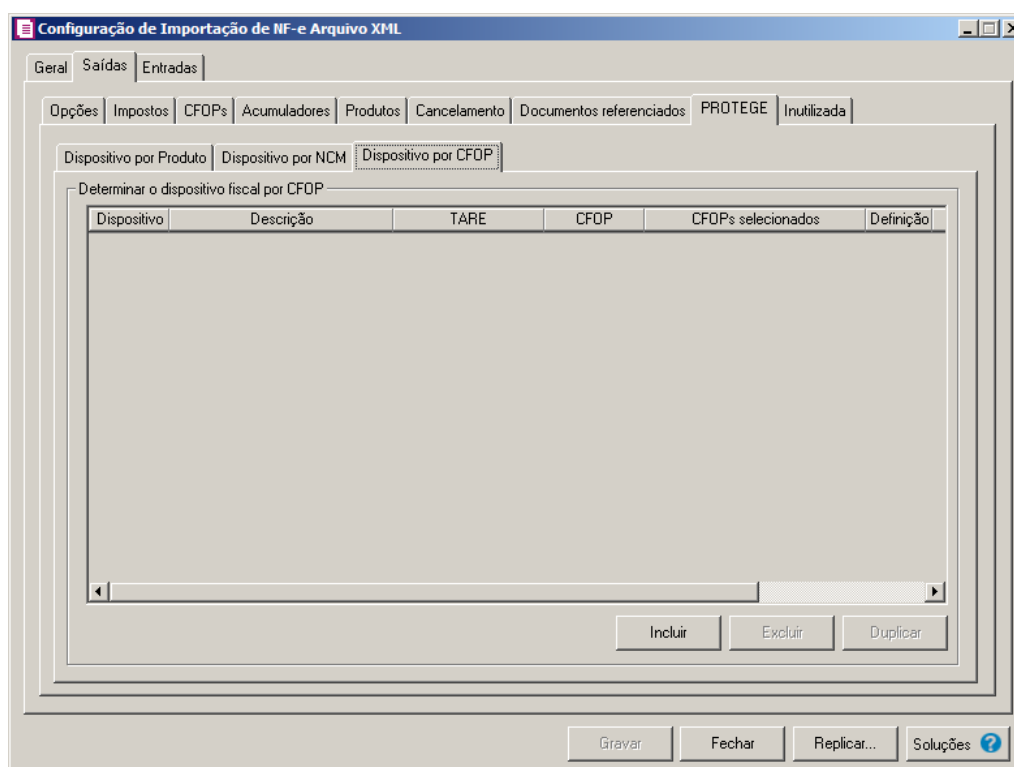 Configuração de Importação de NF-e Arquivo XML
Geral Saídas Entradas
Opções Impostos CFOPs Acumuladores Produtos Cancelamento Documentos referenciados PROTEGE Inutilizada
Dispositivo por Produto Dispositivo por NCM Dispositivo por CFOP
Determinar o dispositivo fiscal por CFOP
Dispositivo Descrição TARE CFOP CFOPs selecionados Definição
Incluir Excluir Duplicar
Gravar Fechar Replicar... Soluções ?